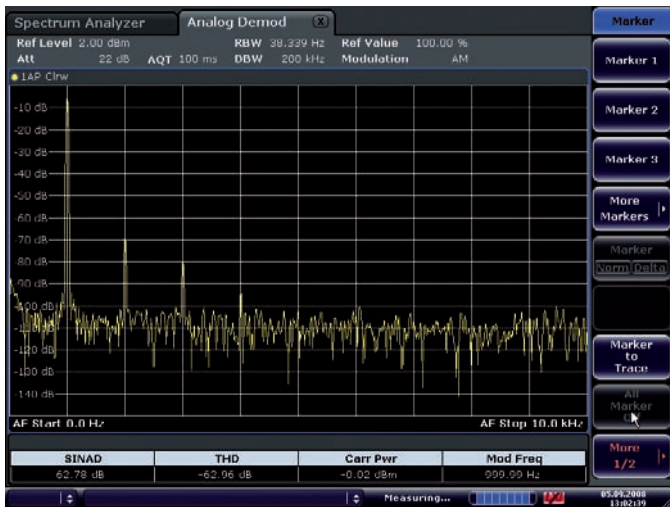 Spectrum Analyzer Analog Demod X Marker
Ref Level 2.00 dBm RBW 38.339 Hz Ref Value 100.00 %
Att 22 dB AQT 100 ms DBW 200 kHz Modulation AM
1AP Clrw
Marker 1
Marker 2
Marker 3
More Markers
Marker
Norm Delta
Marker to Trace
All Marker
More 1/2
-10 dB
-20 dB
-30 dB
-40 dB
-50 dB
-60 dB
-70 dB
-80 dB
-90 dB
-100 dB
-120 dB
-130 dB
-140 dB
AF Start 0.0 Hz AF Stop 10.0 kHz
SINAD THD Carr Pwr Mod Freq
62.78 dB -62.96 dB -0.02 dBm 999.99 Hz
Measuring...
05.09.2008
13:02:39